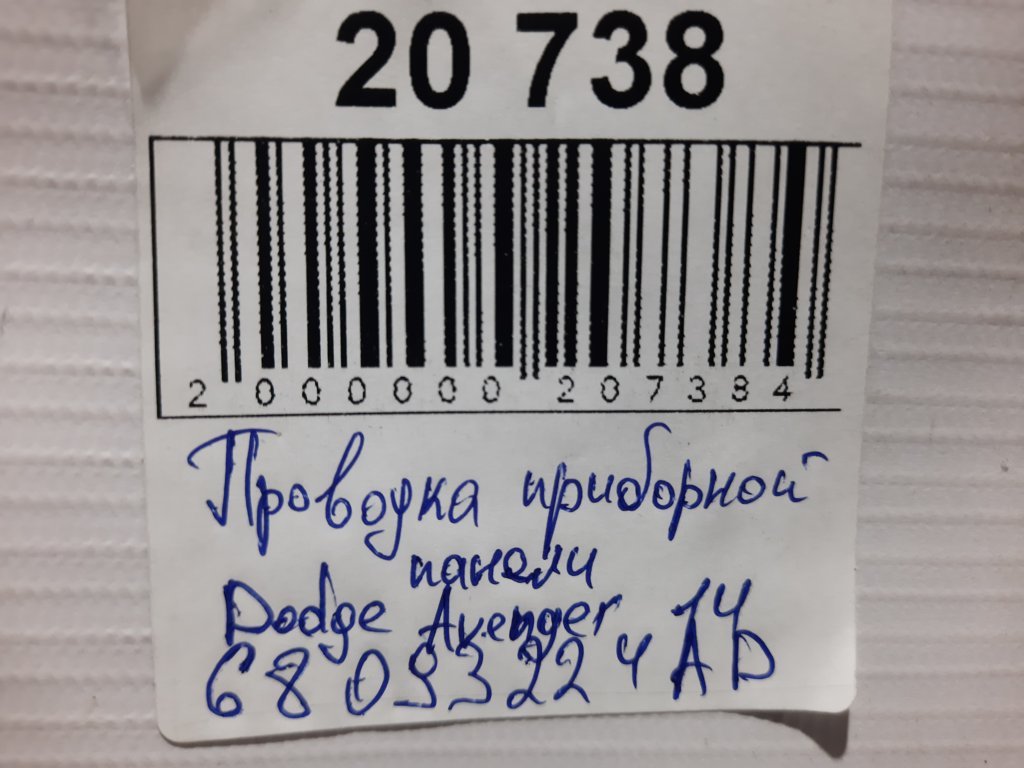 20 738
2 000000 207384
Проводка приборной
панели
Dodge Avenger 14
68093224AD